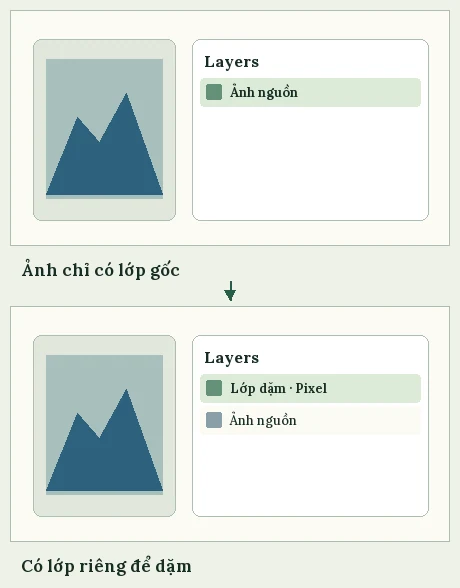 Layers
Ảnh nguồn
Ảnh chỉ có lớp gốc
Layers
Lớp dặm · Pixel
Ảnh nguồn
Có lớp riêng để dặm